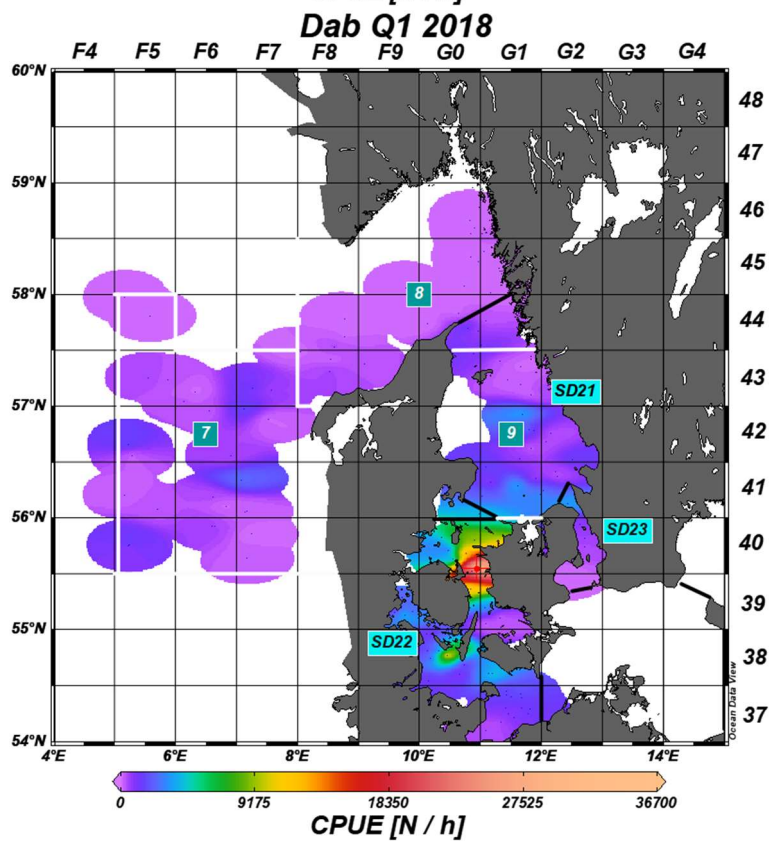 Dab Q1 2018
F4 F5 F6 F7 F8 F9 G0 G1 G2 G3 G4
60°N
48
47
59°N
46
45
58°N
8
44
43
SD21
57°N
7
9
42
41
56°N
SD23
40
39
55°N
SD22
38
37
54°N
4°E 6°E 8°E 10°E 12°E 14°E
Ocean Data View
0 9175 18350 27525 36700
CPUE [N / h]